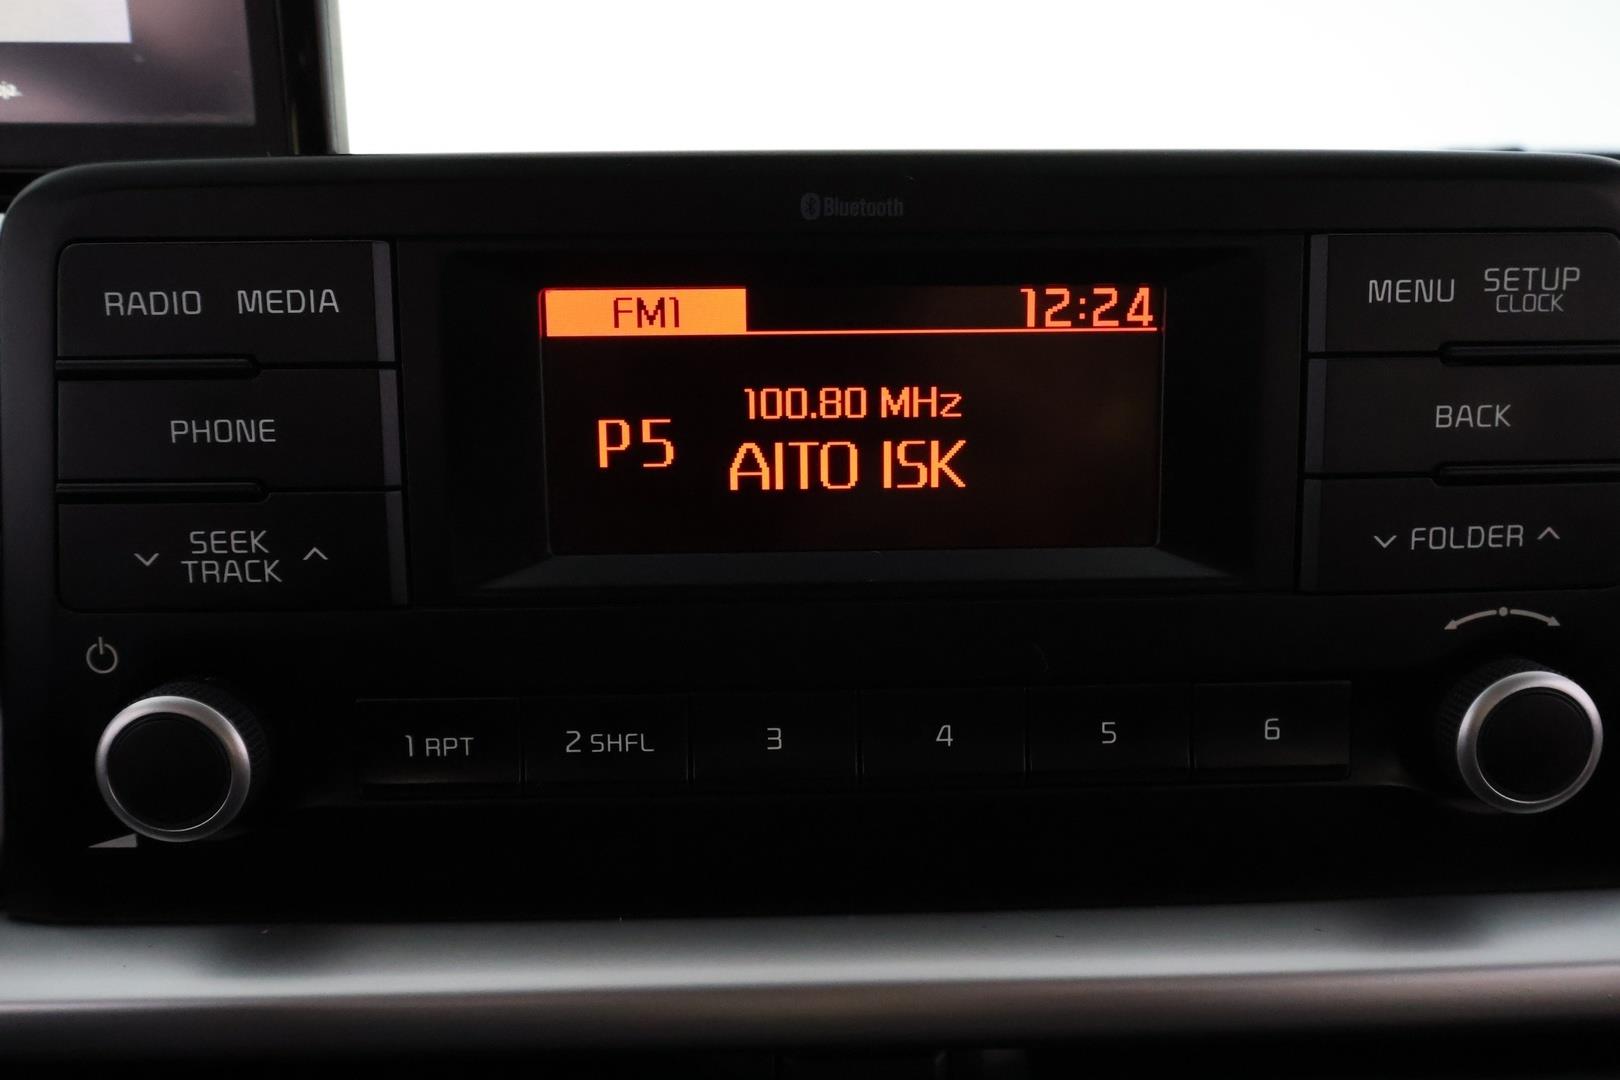 Bluetooth
RADIO MEDIA
PHONE
SEEK
TRACK
FM1 12:24
100.80 MHz
P5
AITO ISK
MENU SETUP
CLOCK
BACK
FOLDER
1 RPT 2 SHFL 3 4 5 6